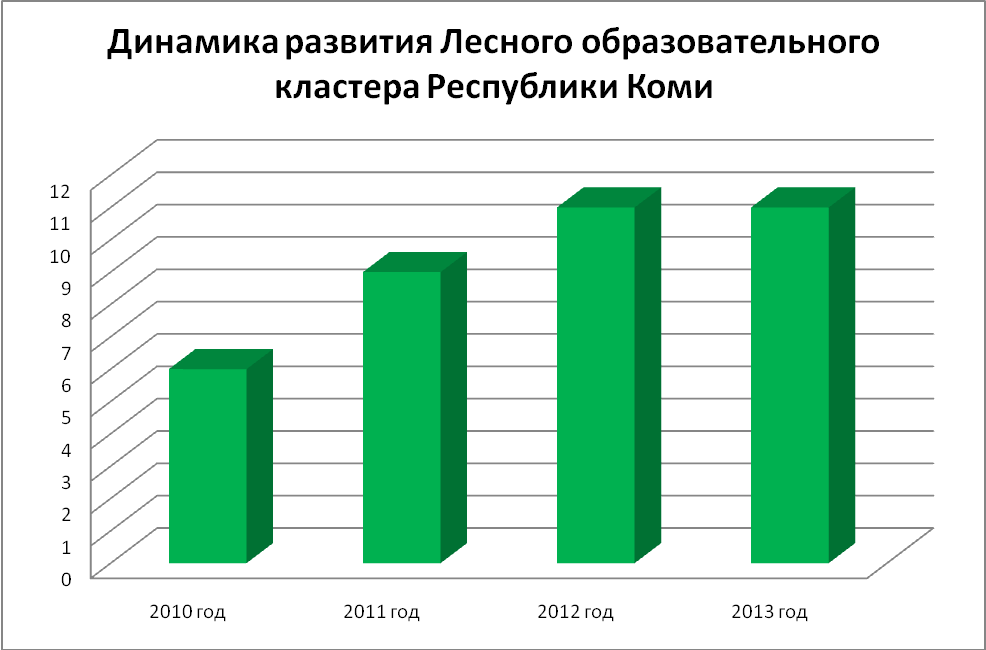 Динамика развития Лесного образовательного
кластера Республики Коми
12
11
10
9
8
7
6
5
4
3
2
1
0
2010 год
2011 год
2012 год
2013 год